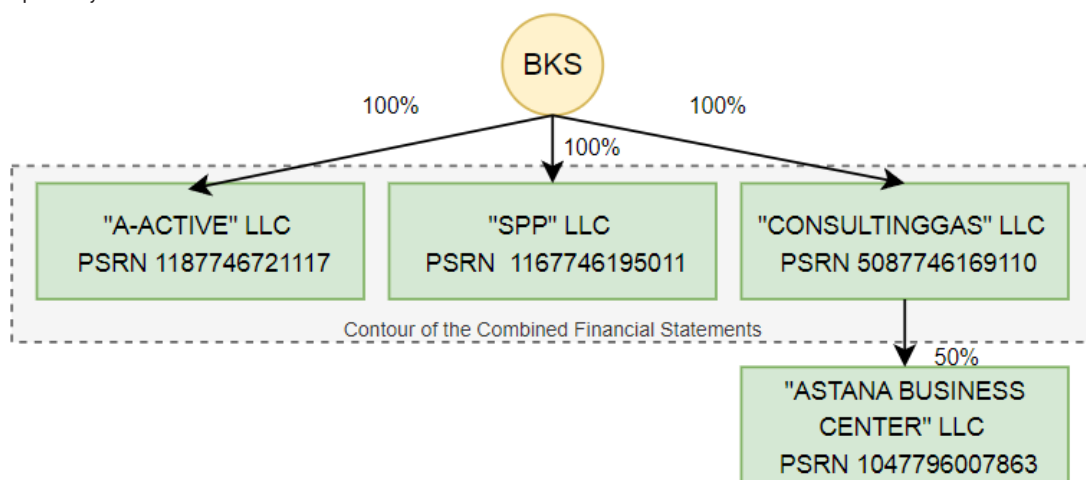 BKS
100%
100%
100%
"A-ACTIVE" LLC
PSRN 1187746721117
"SPP" LLC
PSRN 1167746195011
"CONSULTINGGAS" LLC
PSRN 5087746169110
Contour of the Combined Financial Statements
50%
"ASTANA BUSINESS
CENTER" LLC
PSRN 1047796007863